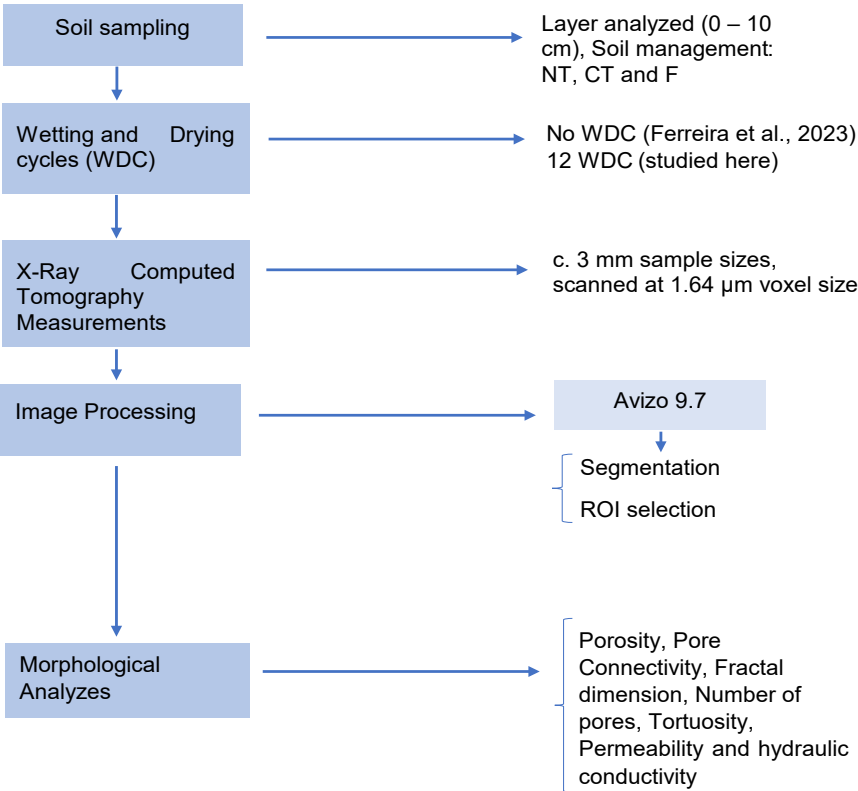 Soil sampling
Layer analyzed (0 – 10
cm), Soil management:
NT, CT and F
Wetting and Drying
cycles (WDC)
No WDC (Ferreira et al., 2023)
12 WDC (studied here)
X-Ray Computed
Tomography
Measurements
c. 3 mm sample sizes,
scanned at 1.64 µm voxel size
Image Processing
Avizo 9.7
Segmentation
ROI selection
Morphological
Analyzes
Porosity, Pore
Connectivity, Fractal
dimension, Number of
pores, Tortuosity,
Permeability and hydraulic
conductivity